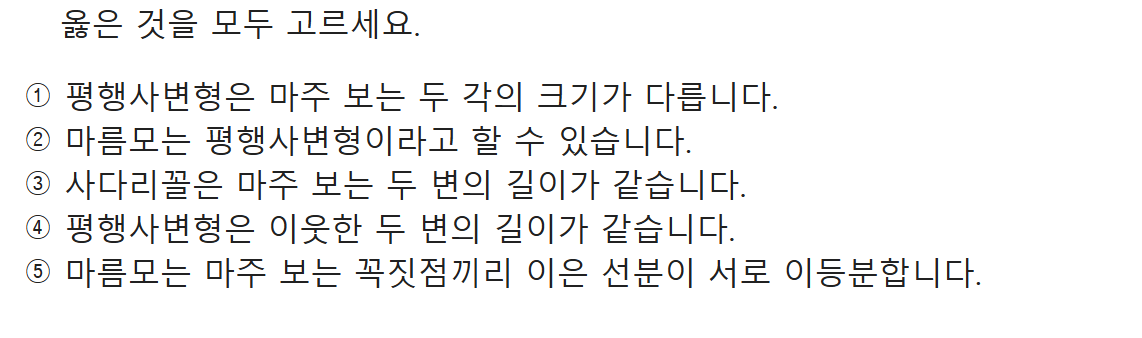 옳은 것을 모두 고르세요.
① 평행사변형은 마주 보는 두 각의 크기가 다릅니다.
② 마름모는 평행사변형이라고 할 수 있습니다.
③ 사다리꼴은 마주 보는 두 변의 길이가 같습니다.
④ 평행사변형은 이웃한 두 변의 길이가 같습니다.
⑤ 마름모는 마주 보는 꼭짓점끼리 이은 선분이 서로 이등분합니다.